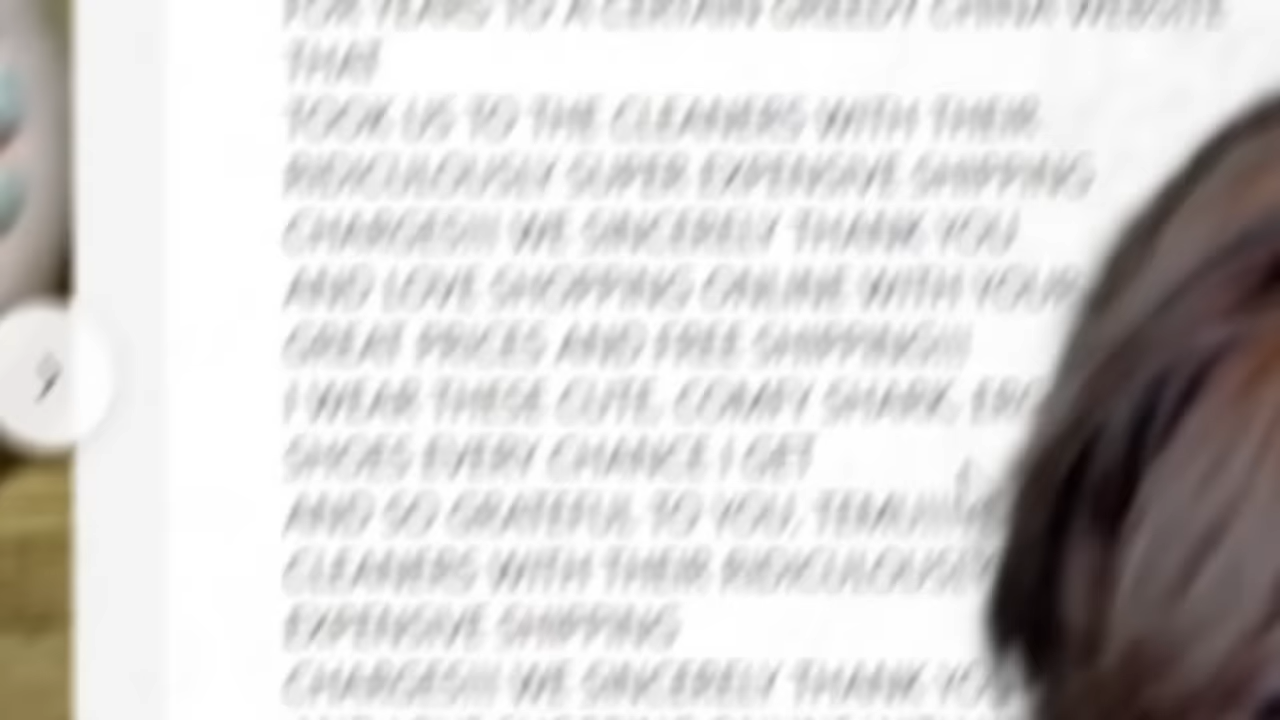 FOR YEARS TO A CERTAIN GREEDY CHINA WEBSITE
THAT
TOOK US TO THE CLEANERS WITH THEIR
RIDICULOUSLY SUPER EXPENSIVE SHIPPING
CHARGES!!! WE SINCERELY THANK YOU
AND LOVE SHOPPING ONLINE WITH YOUR
GREAT PRICES AND FREE SHIPPING!!!
I WEAR THESE CUTE, COMFY SHARK,
SHOES EVERY CHANCE I GET
AND SO GRATEFUL TO YOU, TEMU!!!
CLEANERS WITH THEIR RIDICULOUSLY
EXPENSIVE SHIPPING
CHARGES!!! WE SINCERELY THANK YOU